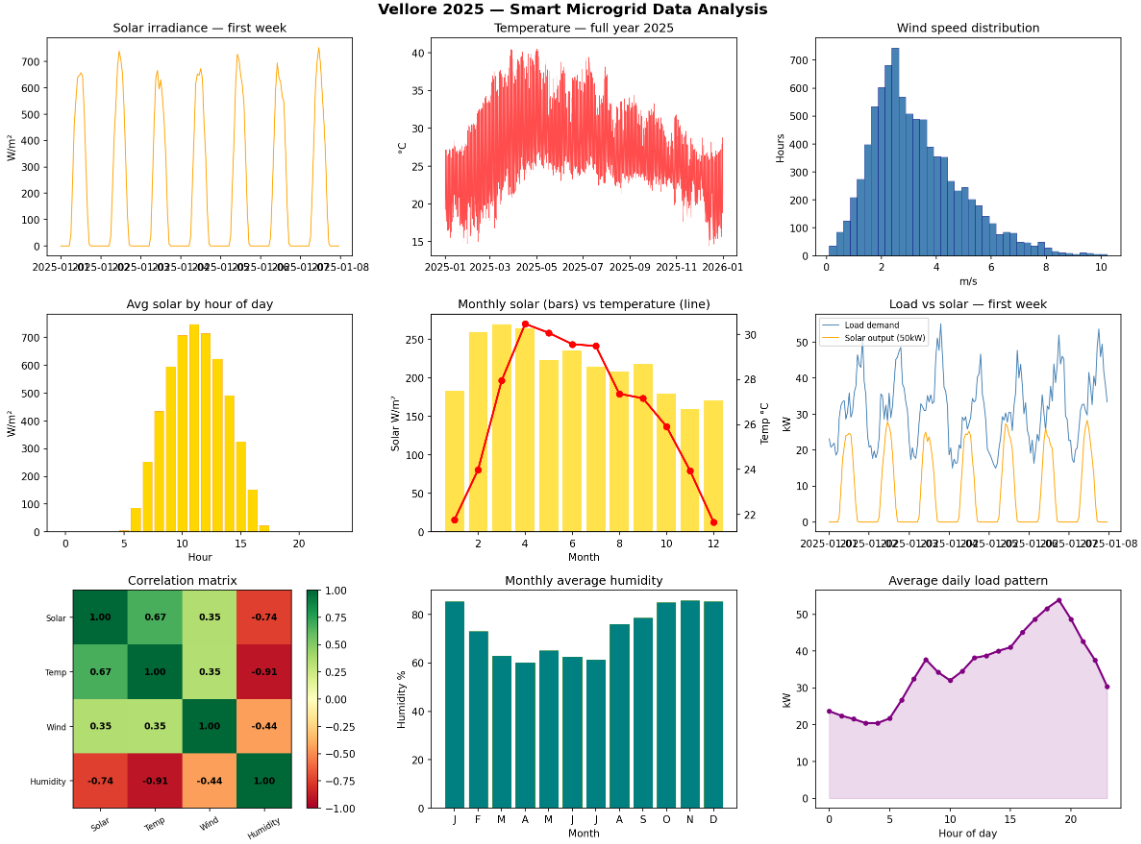 Vellore 2025 — Smart Microgrid Data Analysis
Solar irradiance — first week
W/m²
700
600
500
400
300
200
100
0
Temperature — full year 2025
°C
40
35
30
25
20
15
2025-01 2025-03 2025-05 2025-07 2025-09 2025-11 2026-01
Wind speed distribution
Hours
700
600
500
400
300
200
100
0
0 2 4 6 8 10
m/s
Avg solar by hour of day
W/m²
700
600
500
400
300
200
100
0
0 5 10 15 20
Hour
Monthly solar (bars) vs temperature (line)
Solar W/m²
250
200
150
100
50
0
2 4 6 8 10 12
Month
30
28
26
24
22
Temp °C
Load vs solar — first week
Load demand
Solar output (50kW)
kW
50
40
30
20
10
0
Correlation matrix
Solar 1.00 0.67 0.35 -0.74
Temp 0.67 1.00 0.35 -0.91
Wind 0.35 0.35 1.00 -0.44
Humidity -0.74 -0.91 -0.44 1.00
Solar Temp Wind Humidity
1.00
0.75
0.50
0.25
0.00
−0.25
−0.50
−0.75
−1.00
Monthly average humidity
Humidity %
80
60
40
20
0
J F M A M J J A S O N D
Month
Average daily load pattern
kW
50
40
30
20
10
0
0 5 10 15 20
Hour of day